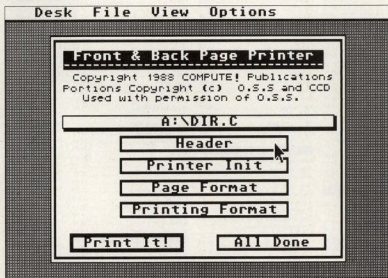 Desk File View Options
Front & Back Page Printer
Copyright 1988 COMPUTE! Publications
Portions Copyright (c) O.S.S and CCD
Used with permission of O.S.S.
A:\DIR.C
Header
Printer Init
Page Format
Printing Format
Print It! All Done